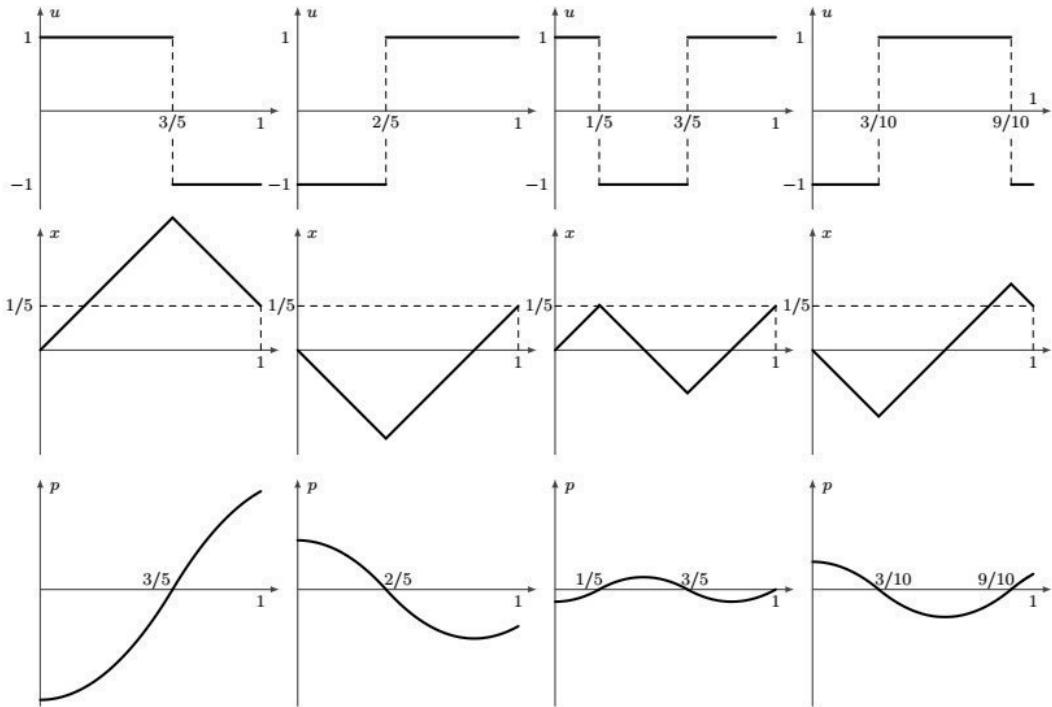 u u u u
1 1 1 1
1
3/5 1 2/5 1 1/5 3/5 1 3/10 9/10
−1 −1 −1 −1
x x x x
1/5 1/5 1/5 1/5
1 1 1 1
p p p p
3/5 2/5 1/5 3/5 3/10 9/10
1 1 1 1